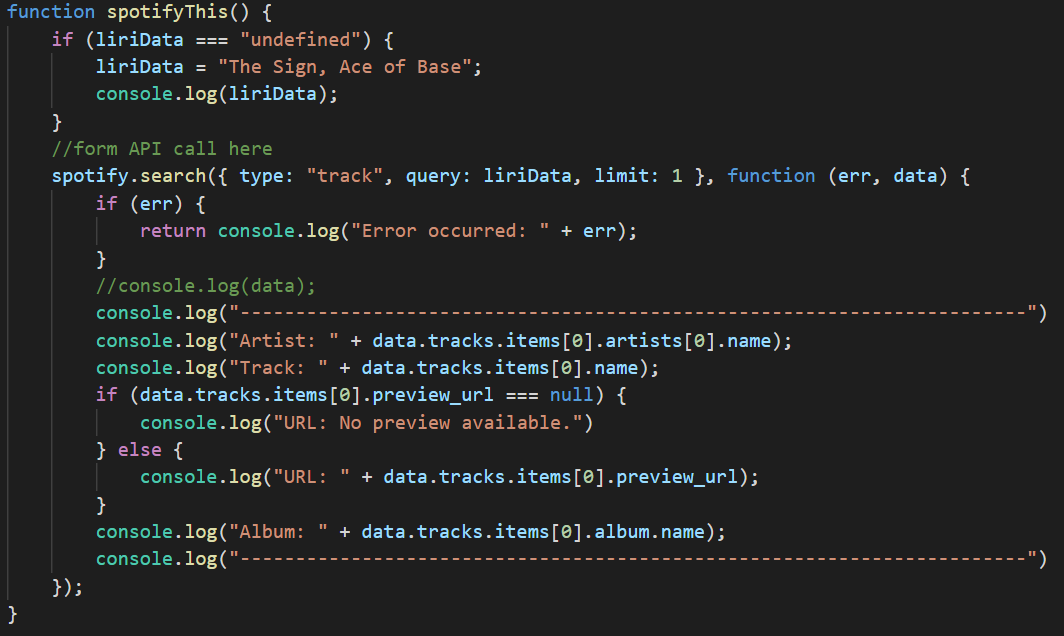 function spotifyThis() {
    if (liriData === "undefined") {
        liriData = "The Sign, Ace of Base";
        console.log(liriData);
    }
    //form API call here
    spotify.search({ type: "track", query: liriData, limit: 1 }, function (err, data) {
        if (err) {
            return console.log("Error occurred: " + err);
        }
        //console.log(data);
        console.log("-----------------------------------------------------------------------")
        console.log("Artist: " + data.tracks.items[0].artists[0].name);
        console.log("Track: " + data.tracks.items[0].name);
        if (data.tracks.items[0].preview_url === null) {
            console.log("URL: No preview available.")
        } else {
            console.log("URL: " + data.tracks.items[0].preview_url);
        }
        console.log("Album: " + data.tracks.items[0].album.name);
        console.log("-----------------------------------------------------------------------")
    });
}